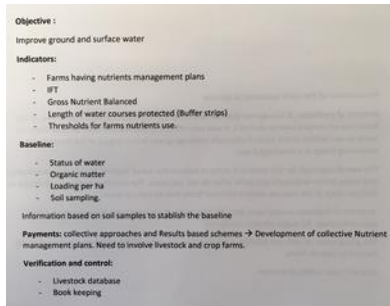 Objective :
Improve ground and surface water
Indicators:
- Farms having nutrients management plans
- IFT
- Gross Nutrient Balanced
- Length of water courses protected (Buffer strips)
- Thresholds for farms nutrients use.
Baseline:
- Status of water
- Organic matter
- Loading per ha
- Soil sampling.
Information based on soil samples to stablish the baseline
Payments: collective approaches and Results based schemes → Development of collective Nutrient
management plans. Need to involve livestock and crop farms.
Verification and control:
- Livestock database
- Book keeping